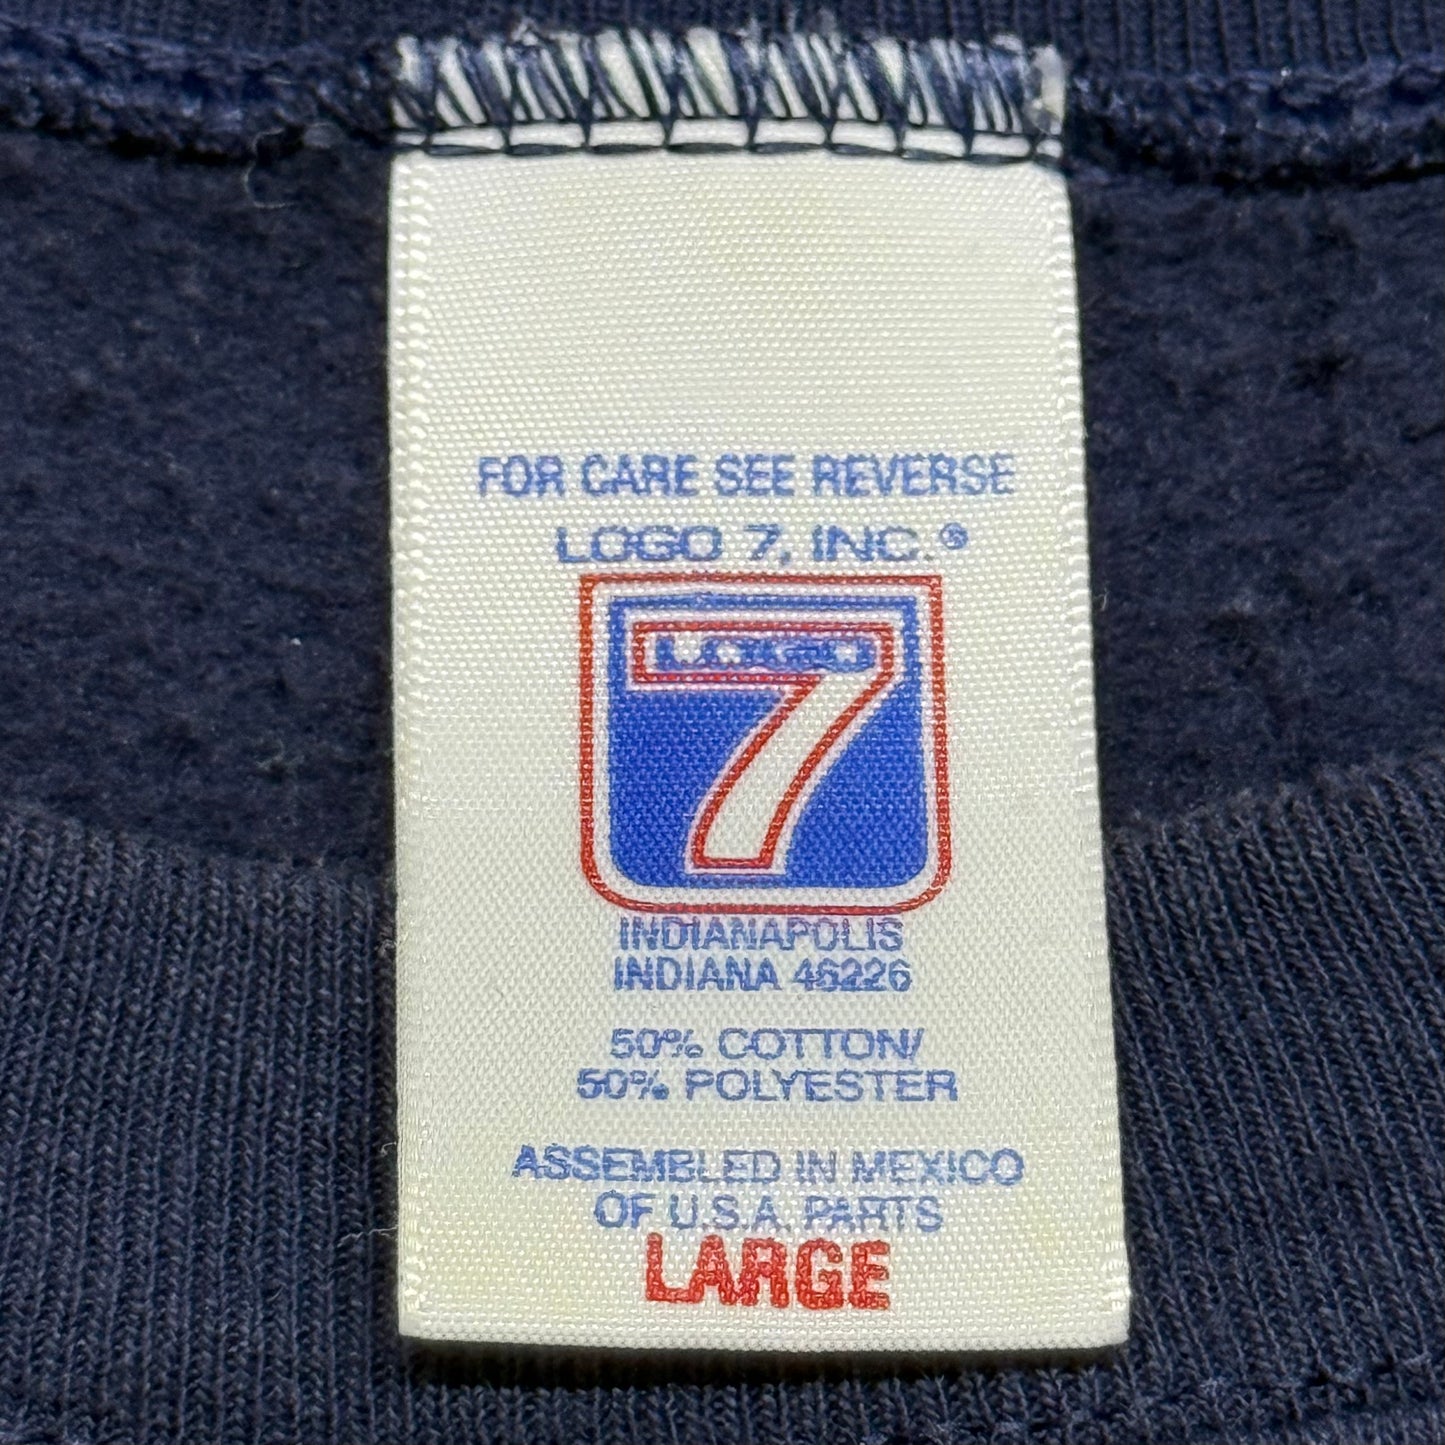 FOR CARE SEE REVERSE
LOGO 7, INC.®
LOGO
7
INDIANAPOLIS
INDIANA 46226
50% COTTON/
50% POLYESTER
ASSEMBLED IN MEXICO
OF U.S.A. PARTS
LARGE